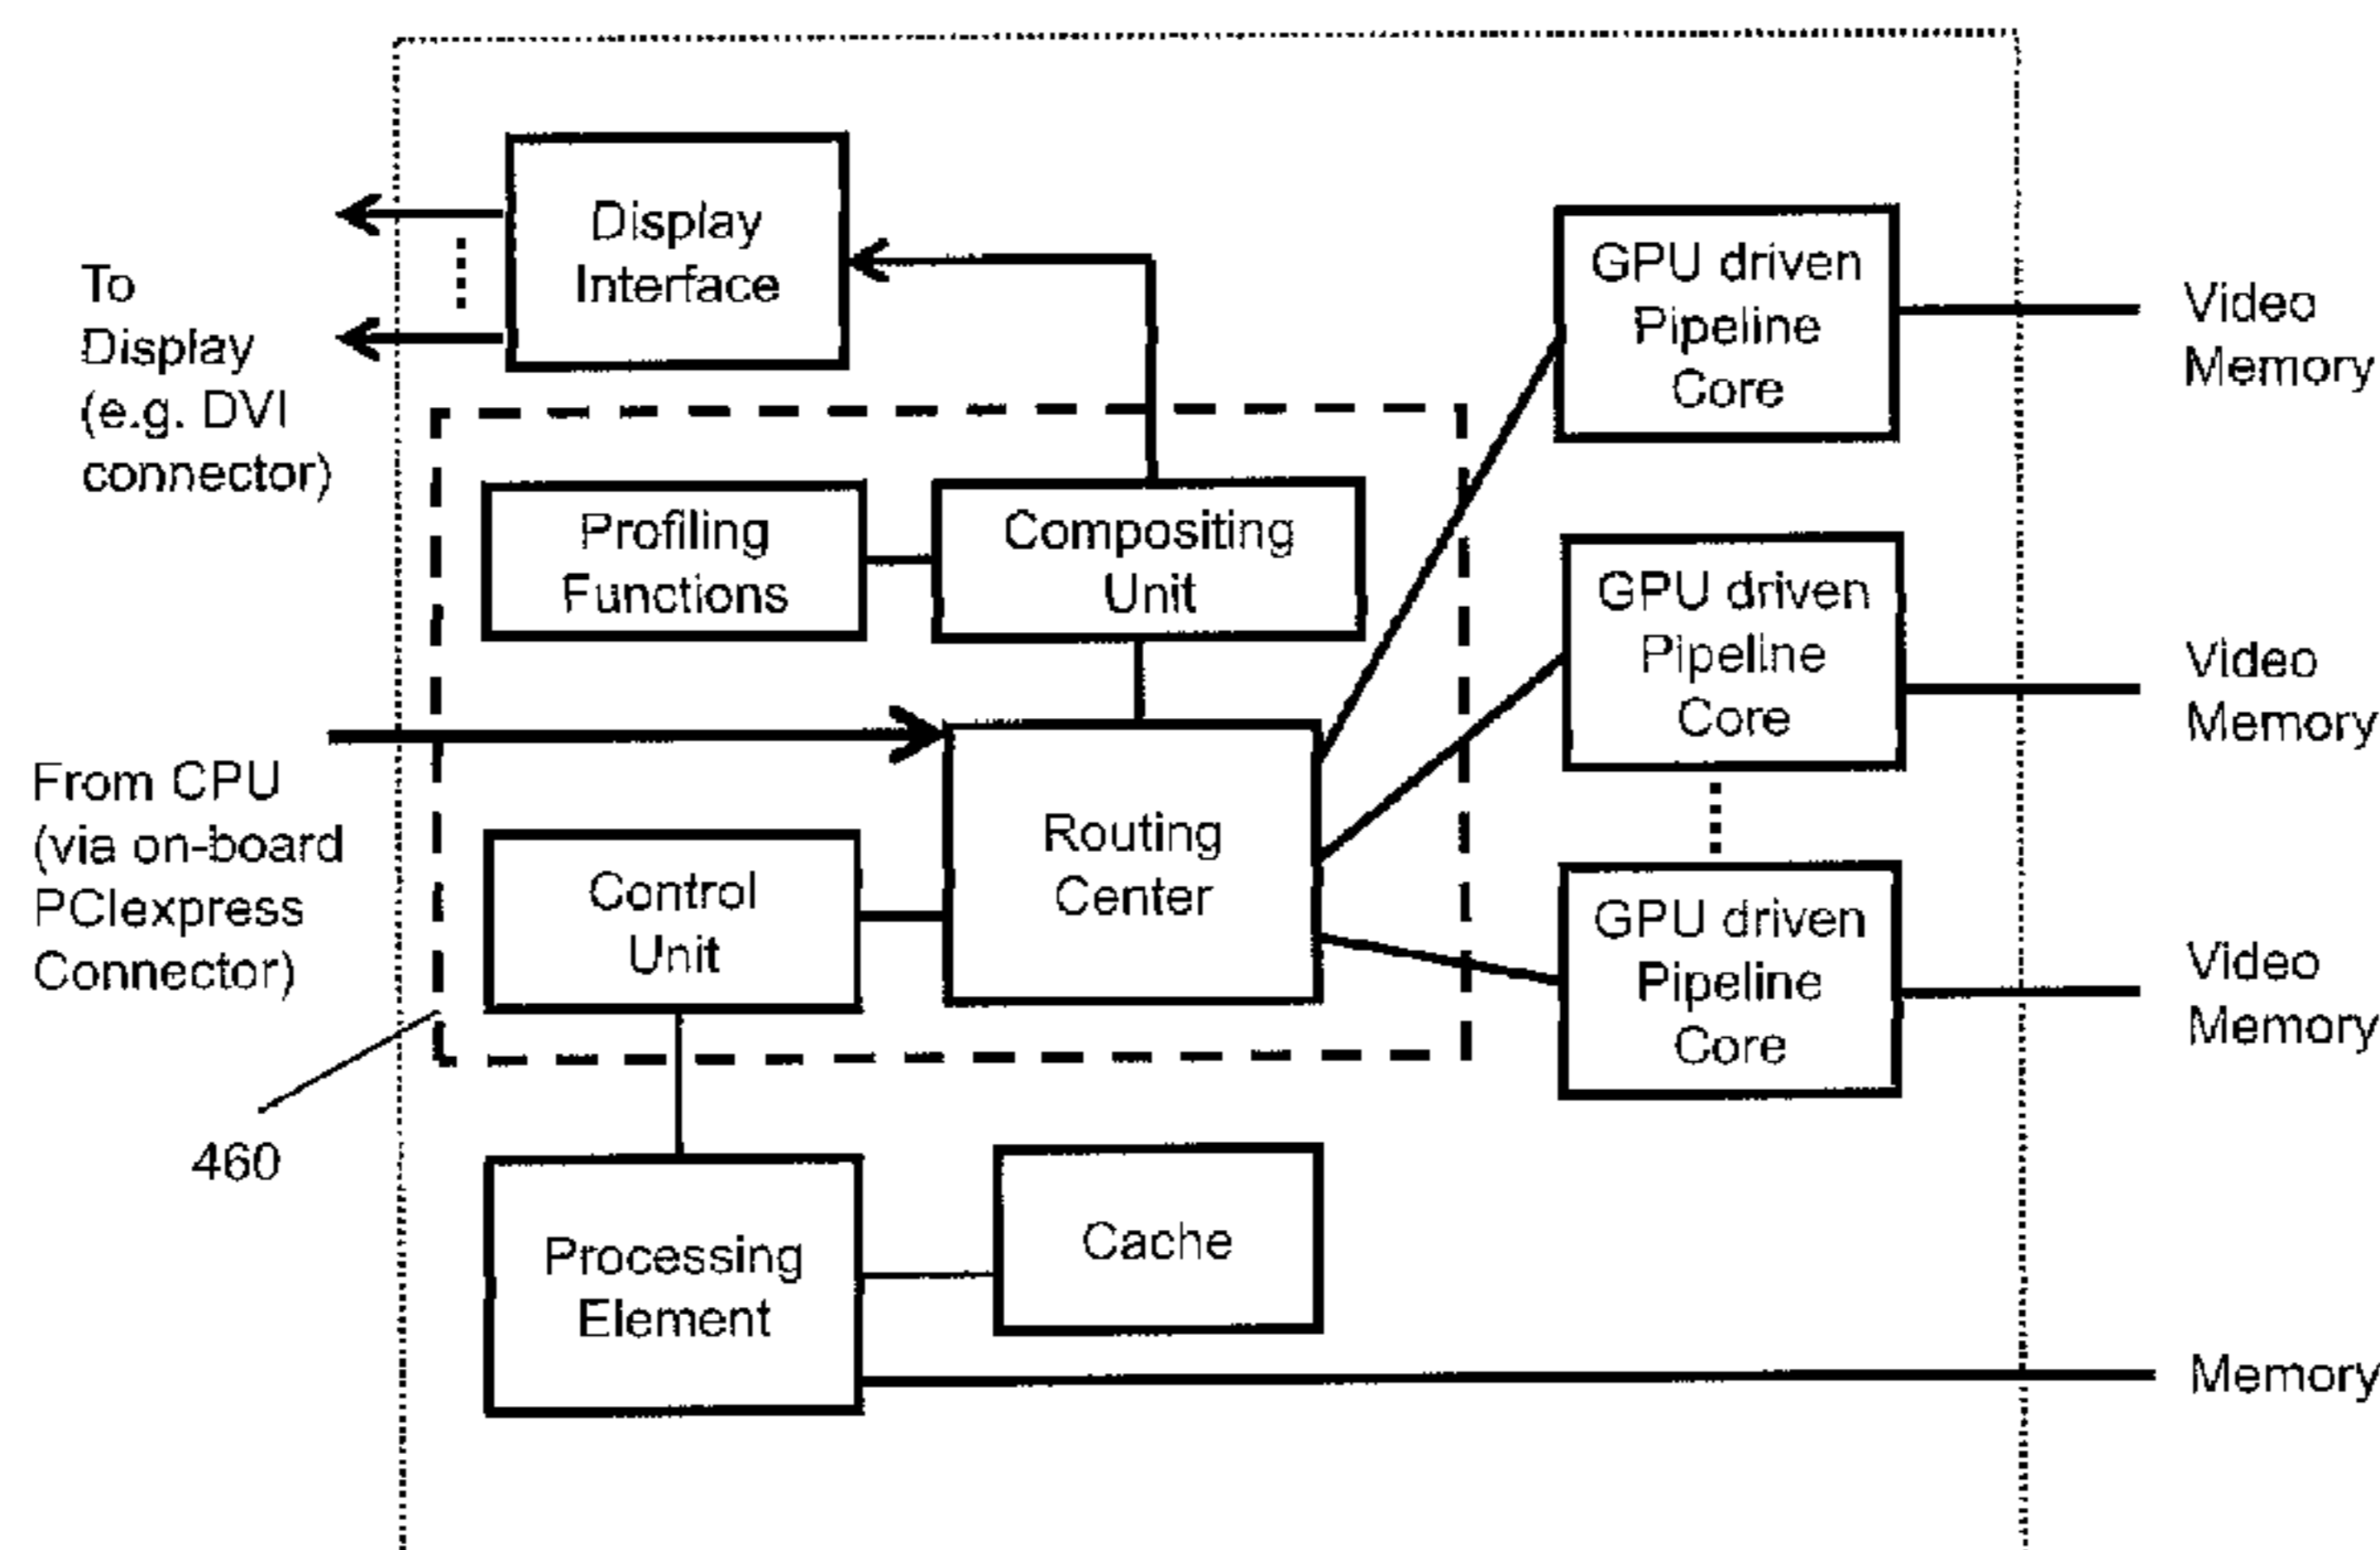 Display
Interface
To
Display
(e.g. DVI
connector)
GPU driven
Pipeline
Core
Video
Memory
Profiling
Functions
Compositing
Unit
GPU driven
Pipeline
Core
Video
Memory
From CPU
(via on-board
PCIexpress
Connector)
Control
Unit
Routing
Center
GPU driven
Pipeline
Core
Video
Memory
460
Processing
Element
Cache
Memory